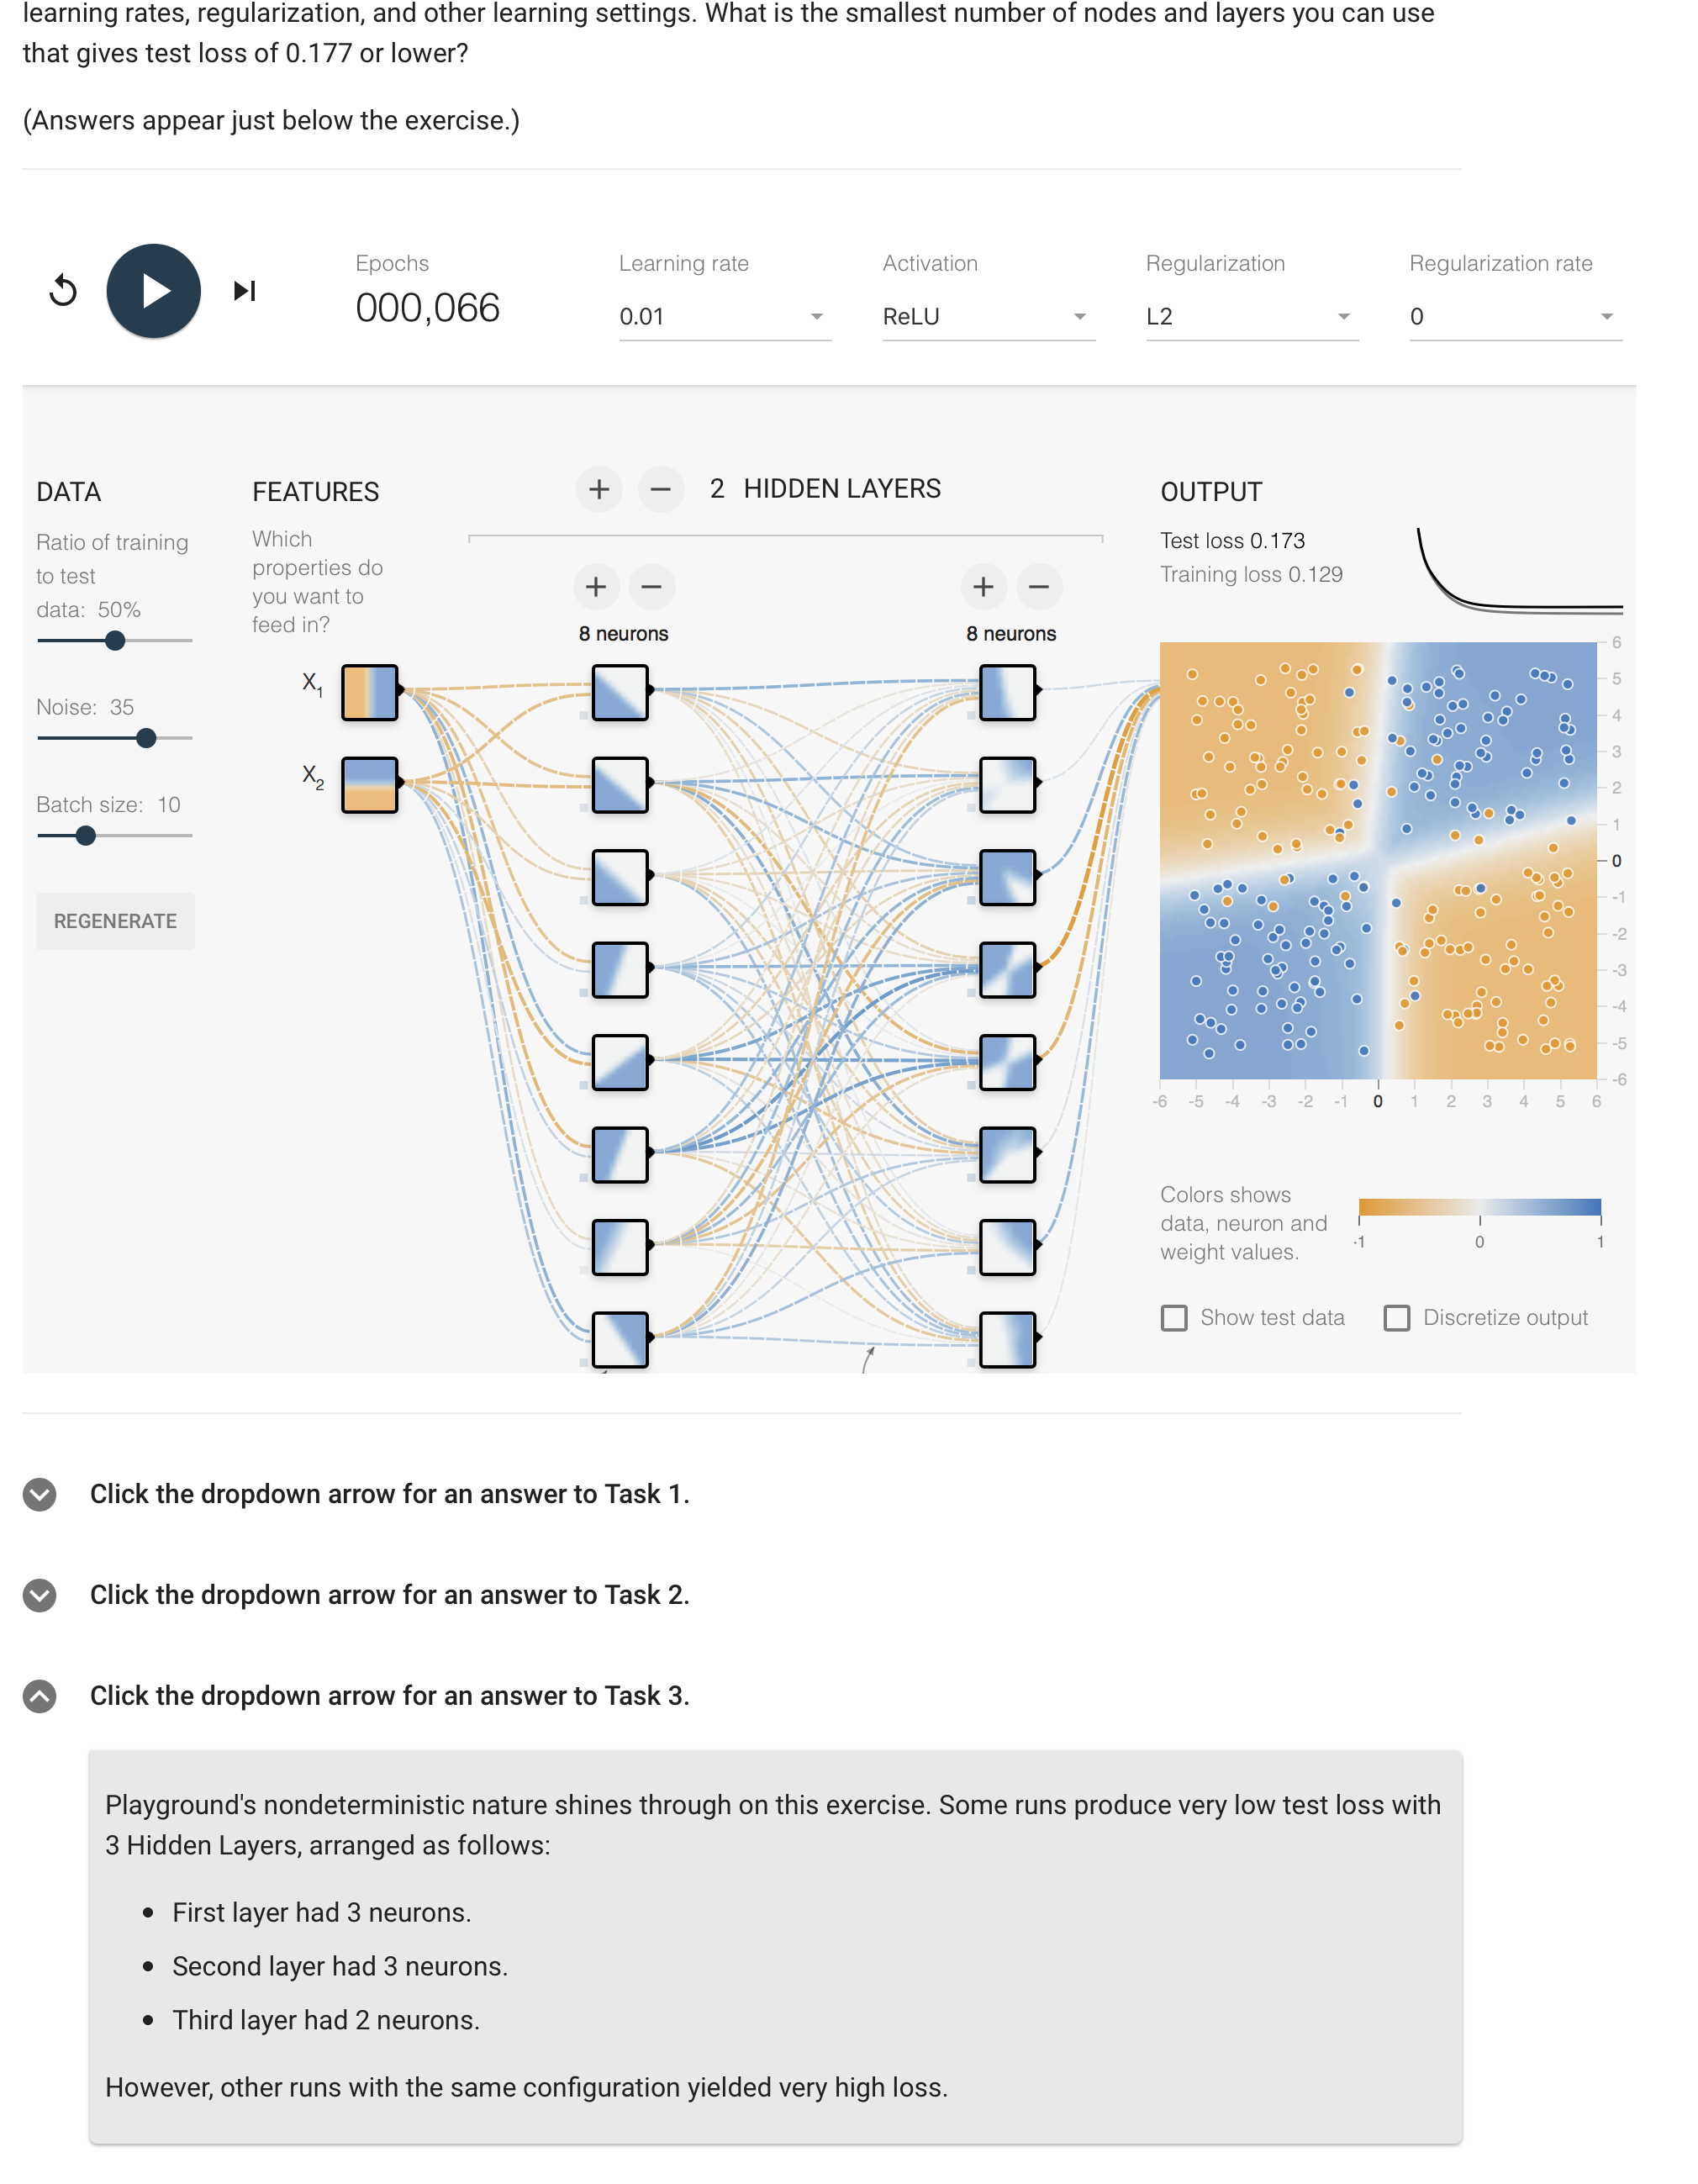 learning rates, regularization, and other learning settings. What is the smallest number of nodes and layers you can use
that gives test loss of 0.177 or lower?
(Answers appear just below the exercise.)
Epochs
000,066
Learning rate
0.01
Activation
ReLU
Regularization
L2
Regularization rate
0
DATA
Ratio of training
to test
data: 50%
Noise: 35
Batch size: 10
REGENERATE
FEATURES
Which
properties do
you want to
feed in?
X1
X2
+ − 2 HIDDEN LAYERS
+ −
8 neurons
+ −
8 neurons
OUTPUT
Test loss 0.173
Training loss 0.129
6
5
4
3
2
1
0
-1
-2
-3
-4
-5
-6
-6 -5 -4 -3 -2 -1 0 1 2 3 4 5 6
Colors shows
data, neuron and
weight values.
-1 0 1
Show test data
Discretize output
Click the dropdown arrow for an answer to Task 1.
Click the dropdown arrow for an answer to Task 2.
Click the dropdown arrow for an answer to Task 3.
Playground's nondeterministic nature shines through on this exercise. Some runs produce very low test loss with
3 Hidden Layers, arranged as follows:
• First layer had 3 neurons.
• Second layer had 3 neurons.
• Third layer had 2 neurons.
However, other runs with the same configuration yielded very high loss.